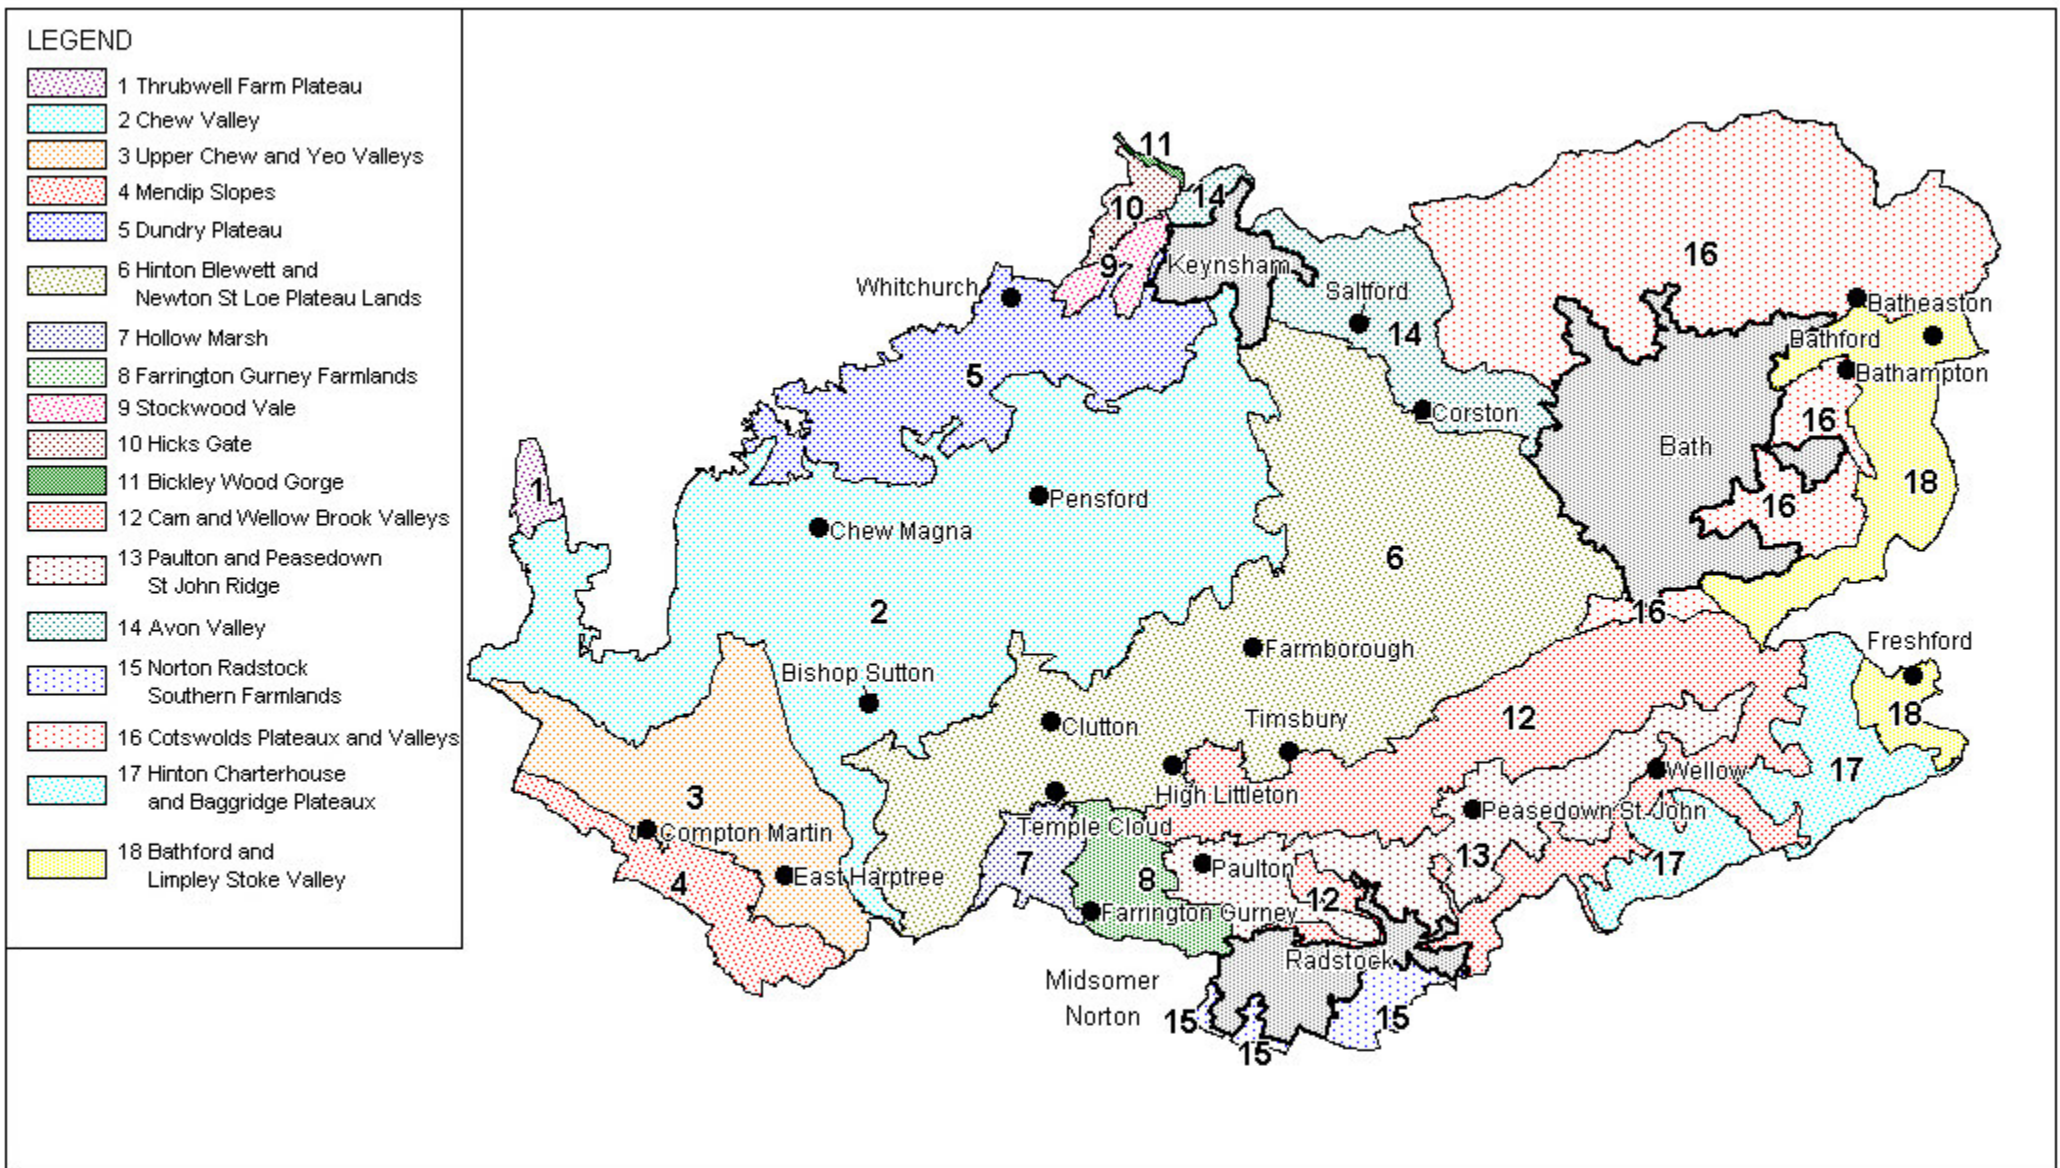 LEGEND
1 Thrubwell Farm Plateau
2 Chew Valley
3 Upper Chew and Yeo Valleys
4 Mendip Slopes
5 Dundry Plateau
6 Hinton Blewett and
Newton St Loe Plateau Lands
7 Hollow Marsh
8 Farrington Gurney Farmlands
9 Stockwood Vale
10 Hicks Gate
11 Bickley Wood Gorge
12 Cam and Wellow Brook Valleys
13 Paulton and Peasedown
St John Ridge
14 Avon Valley
15 Norton Radstock
Southern Farmlands
16 Cotswolds Plateaux and Valleys
17 Hinton Charterhouse
and Baggridge Plateaux
18 Bathford and
Limpley Stoke Valley
11
14
10
16
9
Keynsham
Whitchurch
Saltford
Batheaston
14
Bathford
5
Bathampton
Corston
16
Bath
1
18
Pensford
16
Chew Magna
6
2
16
Farmborough
Freshford
Bishop Sutton
18
Clutton
Timsbury
12
Wellow
17
High Littleton
3
Peasedown St John
Temple Cloud
Compton Martin
13
7
17
Paulton
8
East Harptree
4
12
Farrington Gurney
Radstock
Midsomer
Norton
15
15
15